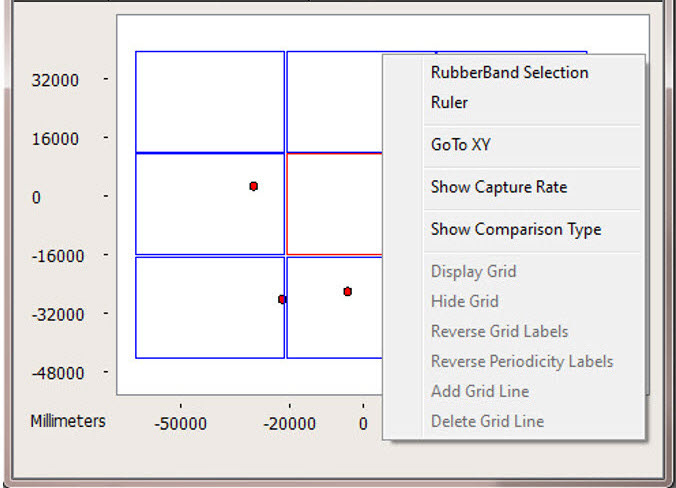 32000
16000
0
-16000
-32000
-48000
Millimeters
-50000
-20000
0
RubberBand Selection
Ruler
GoTo XY
Show Capture Rate
Show Comparison Type
Display Grid
Hide Grid
Reverse Grid Labels
Reverse Periodicity Labels
Add Grid Line
Delete Grid Line